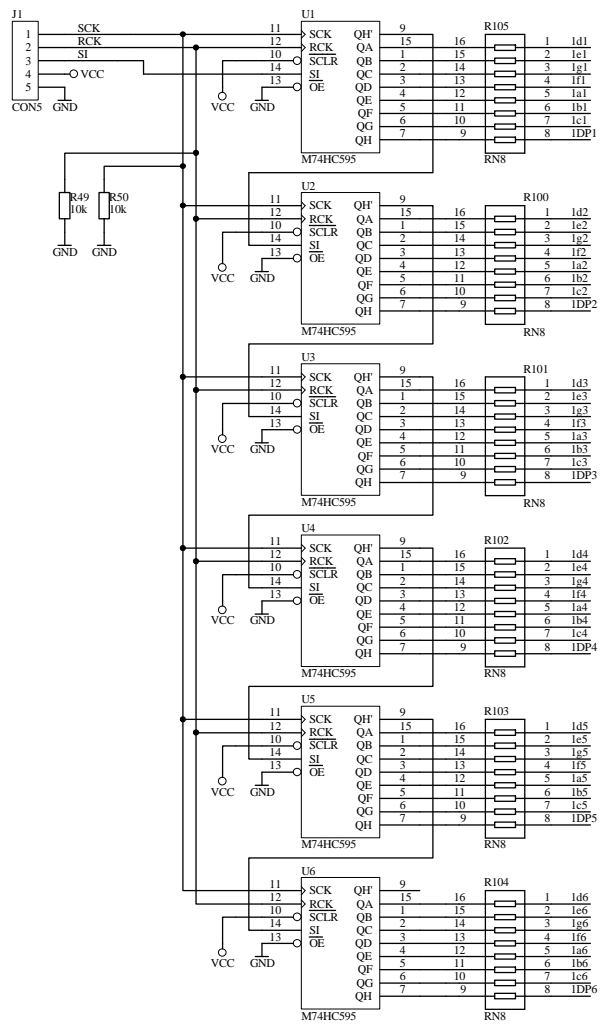 J1
1 SCK
2 RCK
3 SI
4 VCC
5
CON5 GND
R49
10k
GND
R50
10k
GND
U1
11 SCK QH' 9 R105
12 RCK QA 15 16 1 1d1
10 SCLR QB 1 15 2 1e1
14 SI QC 2 14 3 1g1
13 OE QD 3 13 4 1f1
QE 4 12 5 1a1
VCC GND QF 5 11 6 1b1
QG 6 10 7 1c1
QH 7 9 8 1DP1
M74HC595 RN8
U2
11 SCK QH' 9 R100
12 RCK QA 15 16 1 1d2
10 SCLR QB 1 15 2 1e2
14 SI QC 2 14 3 1g2
13 OE QD 3 13 4 1f2
QE 4 12 5 1a2
VCC GND QF 5 11 6 1b2
QG 6 10 7 1c2
QH 7 9 8 1DP2
M74HC595 RN8
U3
11 SCK QH' 9 R101
12 RCK QA 15 16 1 1d3
10 SCLR QB 1 15 2 1e3
14 SI QC 2 14 3 1g3
13 OE QD 3 13 4 1f3
QE 4 12 5 1a3
VCC GND QF 5 11 6 1b3
QG 6 10 7 1c3
QH 7 9 8 1DP3
M74HC595 RN8
U4
11 SCK QH' 9 R102
12 RCK QA 15 16 1 1d4
10 SCLR QB 1 15 2 1e4
14 SI QC 2 14 3 1g4
13 OE QD 3 13 4 1f4
QE 4 12 5 1a4
VCC GND QF 5 11 6 1b4
QG 6 10 7 1c4
QH 7 9 8 1DP4
M74HC595 RN8
U5
11 SCK QH' 9 R103
12 RCK QA 15 16 1 1d5
10 SCLR QB 1 15 2 1e5
14 SI QC 2 14 3 1g5
13 OE QD 3 13 4 1f5
QE 4 12 5 1a5
VCC GND QF 5 11 6 1b5
QG 6 10 7 1c5
QH 7 9 8 1DP5
M74HC595 RN8
U6
11 SCK QH' 9 R104
12 RCK QA 15 16 1 1d6
10 SCLR QB 1 15 2 1e6
14 SI QC 2 14 3 1g6
13 OE QD 3 13 4 1f6
QE 4 12 5 1a6
VCC GND QF 5 11 6 1b6
QG 6 10 7 1c6
QH 7 9 8 1DP6
M74HC595 RN8